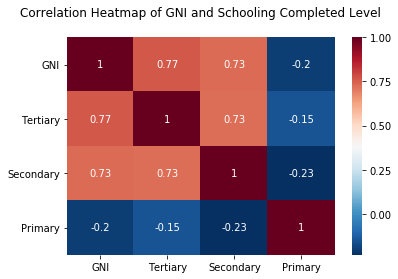 Correlation Heatmap of GNI and Schooling Completed Level
GNI 1 0.77 0.73 -0.2
Tertiary 0.77 1 0.73 -0.15
Secondary 0.73 0.73 1 -0.23
Primary -0.2 -0.15 -0.23 1
GNI Tertiary Secondary Primary
1.00
0.75
0.50
0.25
0.00